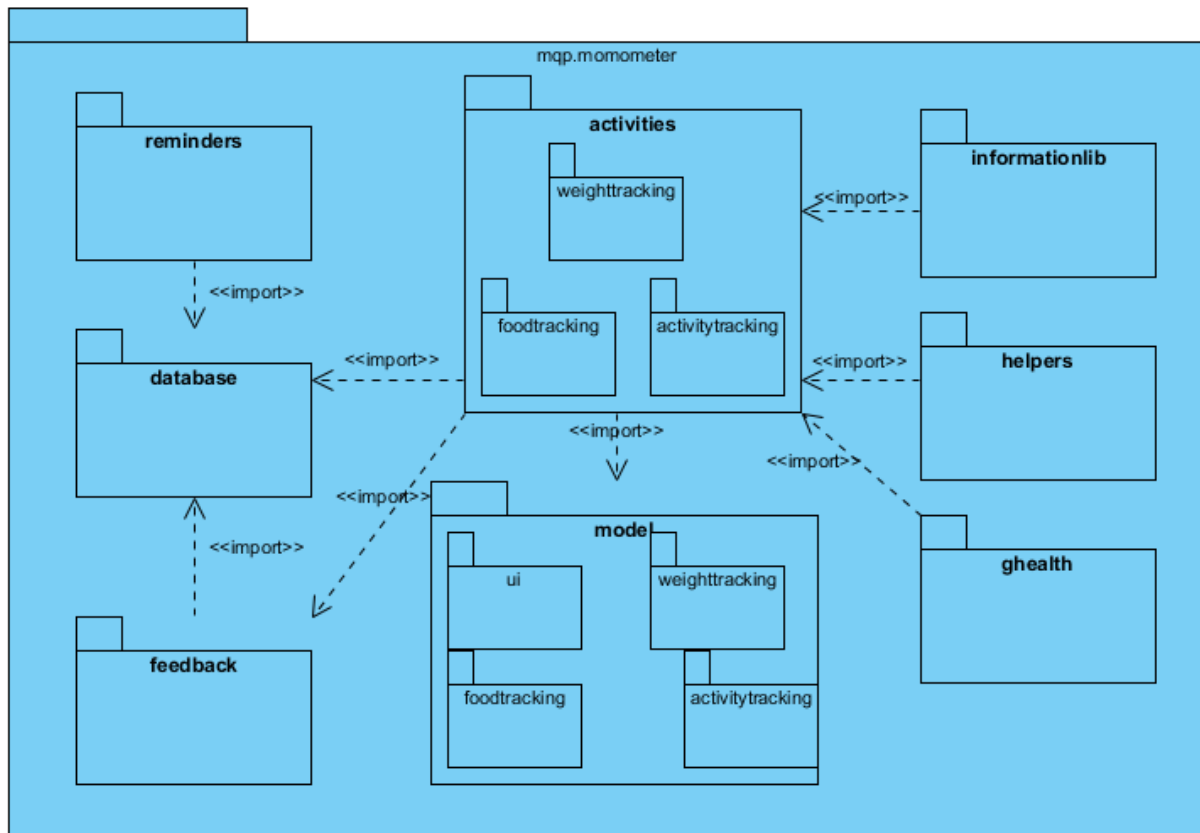 mqp.momometer
reminders
activities
informationlib
weighttracking
<<import>>
<<import>>
foodtracking
activitytracking
database
<<import>>
<<import>>
helpers
<<import>>
<<import>>
<<import>>
model
<<import>>
ui
weighttracking
ghealth
feedback
foodtracking
activitytracking